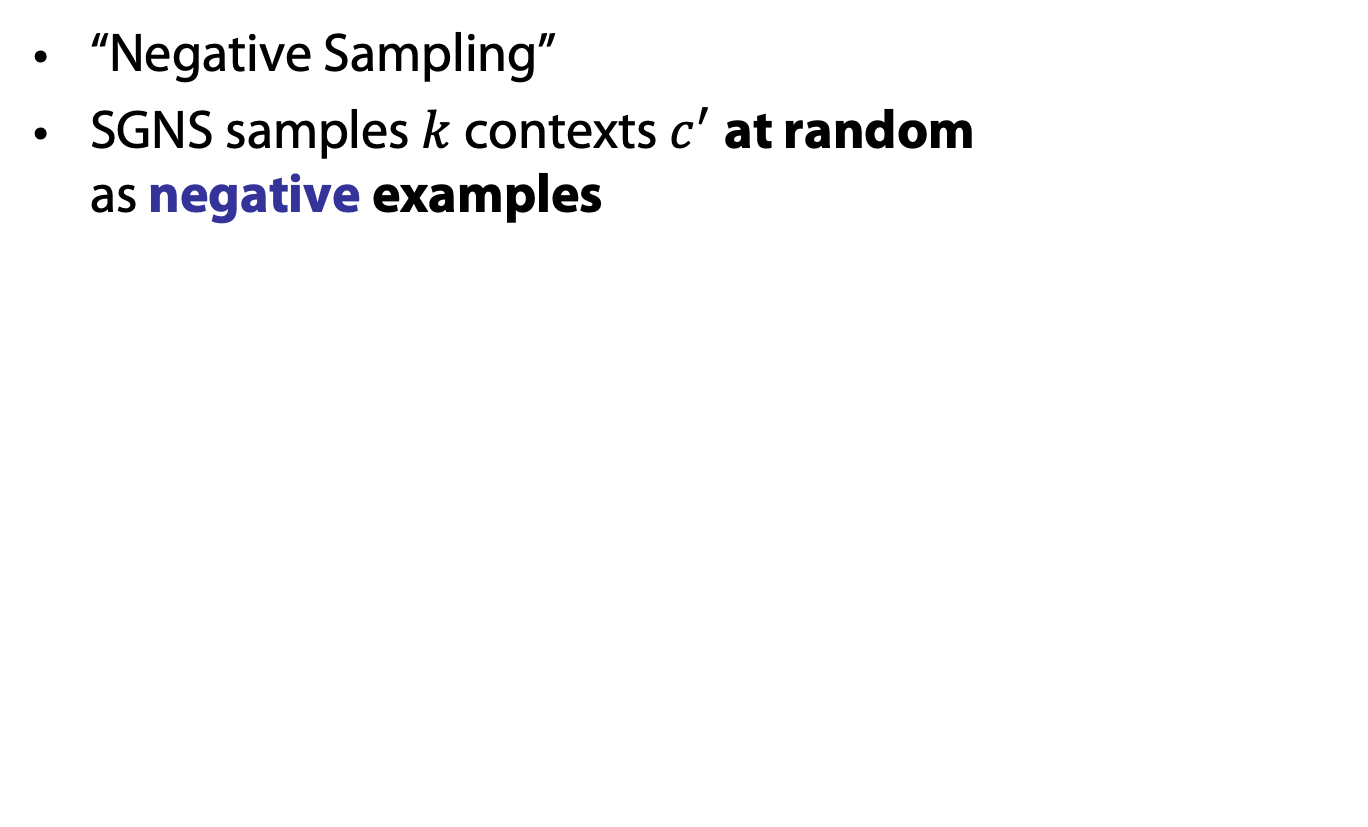 • “Negative Sampling”
• SGNS samples k contexts c′ at random
as negative examples